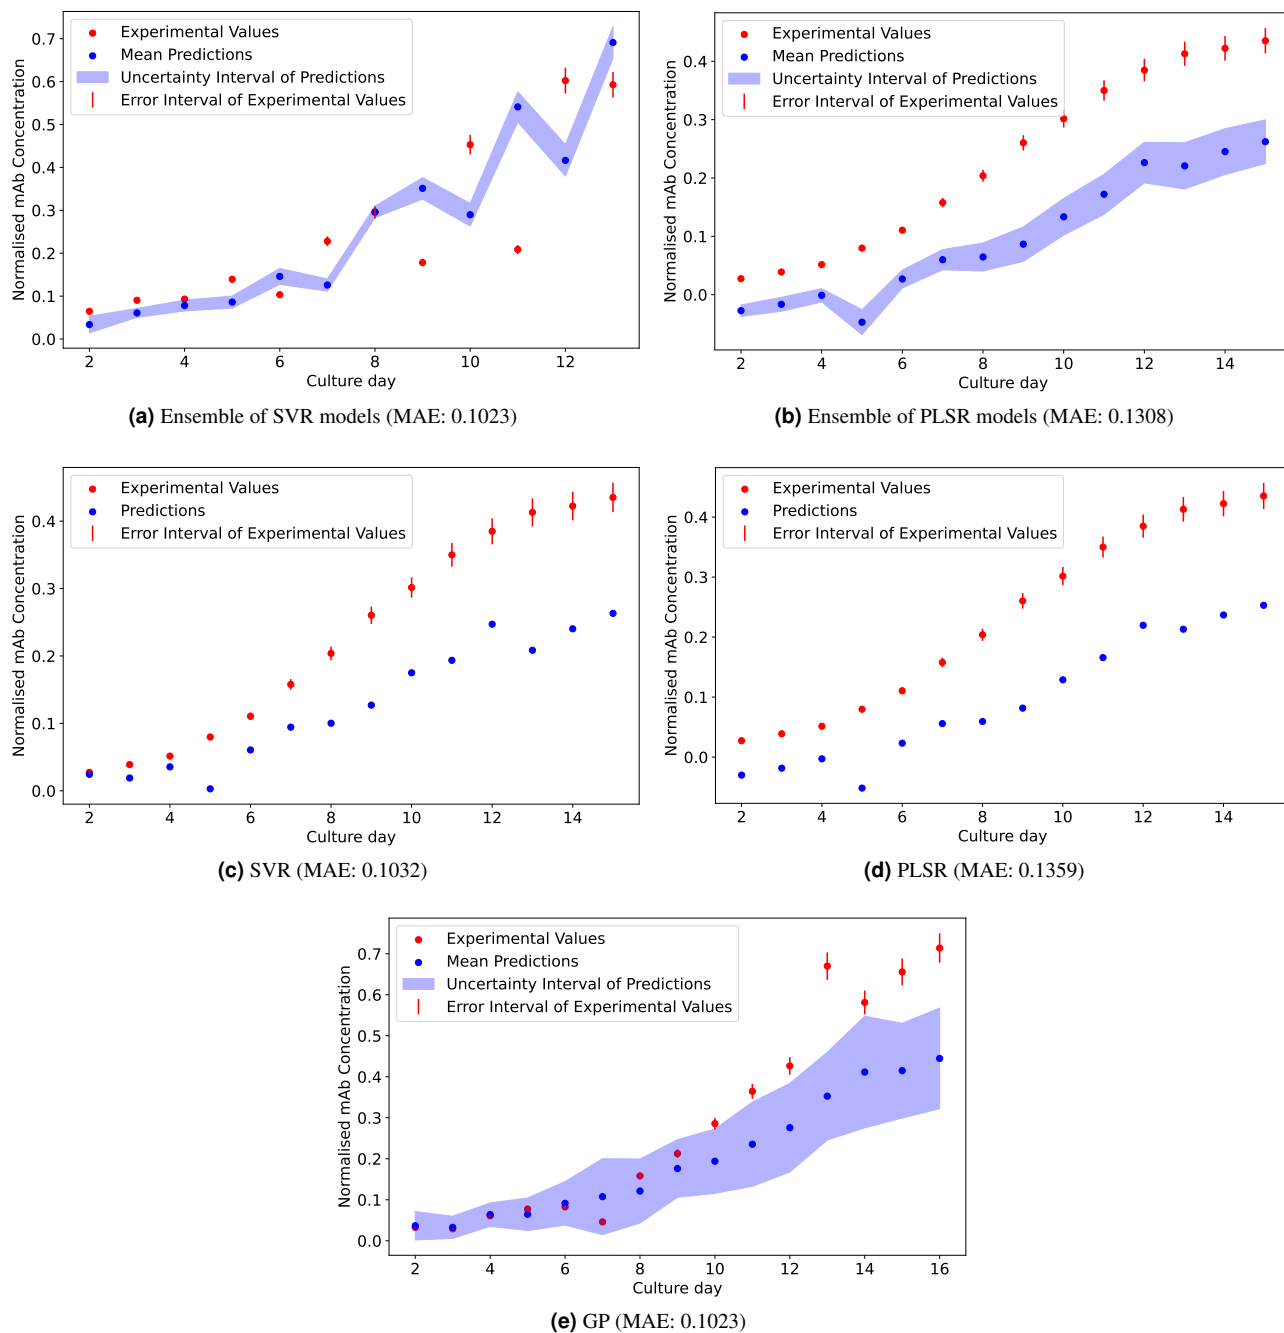 Experimental Values
Mean Predictions
Uncertainty Interval of Predictions
Error Interval of Experimental Values
Normalised mAb Concentration
0.7
0.6
0.5
0.4
0.3
0.2
0.1
0.0
2 4 6 8 10 12
Culture day
(a) Ensemble of SVR models (MAE: 0.1023)
Experimental Values
Mean Predictions
Uncertainty Interval of Predictions
Error Interval of Experimental Values
Normalised mAb Concentration
0.4
0.3
0.2
0.1
0.0
2 4 6 8 10 12 14
Culture day
(b) Ensemble of PLSR models (MAE: 0.1308)
Experimental Values
Predictions
Error Interval of Experimental Values
Normalised mAb Concentration
0.4
0.3
0.2
0.1
0.0
2 4 6 8 10 12 14
Culture day
(c) SVR (MAE: 0.1032)
Experimental Values
Predictions
Error Interval of Experimental Values
Normalised mAb Concentration
0.4
0.3
0.2
0.1
0.0
2 4 6 8 10 12 14
Culture day
(d) PLSR (MAE: 0.1359)
Experimental Values
Mean Predictions
Uncertainty Interval of Predictions
Error Interval of Experimental Values
Normalised mAb Concentration
0.7
0.6
0.5
0.4
0.3
0.2
0.1
0.0
2 4 6 8 10 12 14 16
Culture day
(e) GP (MAE: 0.1023)